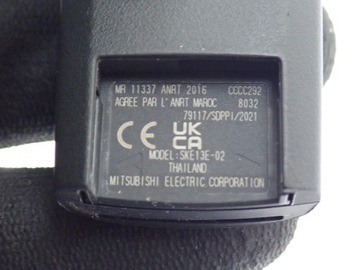 MR 11337 ANRT 2016 CCCC292
AGREE PAR L'ANRT MAROC 8032
79117/SDPPI/2021
CE UK CA
MODEL:SKE13E-02
THAILAND
MITSUBISHI ELECTRIC CORPORATION